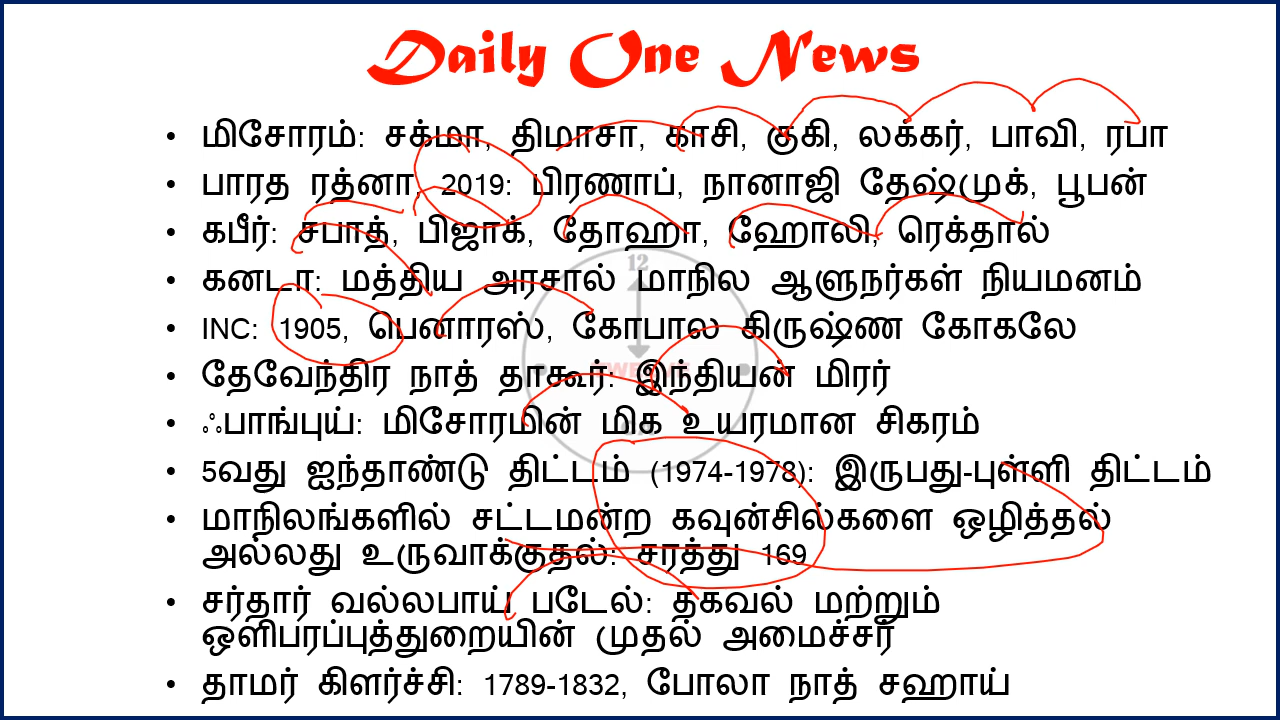 Daily One News
• மிசோரம்: சக்மா, திமாசா, காசி, குகி, லக்கர், பாவி, ரபா
• பாரத ரத்னா, 2019: பிரணாப், நானாஜி தேஷ்முக், பூபன்
• கபீர்: சபாத், பிஜாக், தோஹா, ஹோலி, ரெக்தால்
• கனடா: மத்திய அரசால் மாநில ஆளுநர்கள் நியமனம்
• INC: 1905, பெனாரஸ், கோபால கிருஷ்ண கோகலே
• தேவேந்திர நாத் தாகூர்: இந்தியன் மிரர்
• ஃபாங்புய்: மிசோரமின் மிக உயரமான சிகரம்
• 5வது ஐந்தாண்டு திட்டம் (1974-1978): இருபது-புள்ளி திட்டம்
• மாநிலங்களில் சட்டமன்ற கவுன்சில்களை ஒழித்தல்
அல்லது உருவாக்குதல்: சரத்து 169
• சர்தார் வல்லபாய் படேல்: தகவல் மற்றும்
ஒளிபரப்புத்துறையின் முதல் அமைச்சர்
• தாமர் கிளர்ச்சி: 1789-1832, போலா நாத் சஹாய்
12